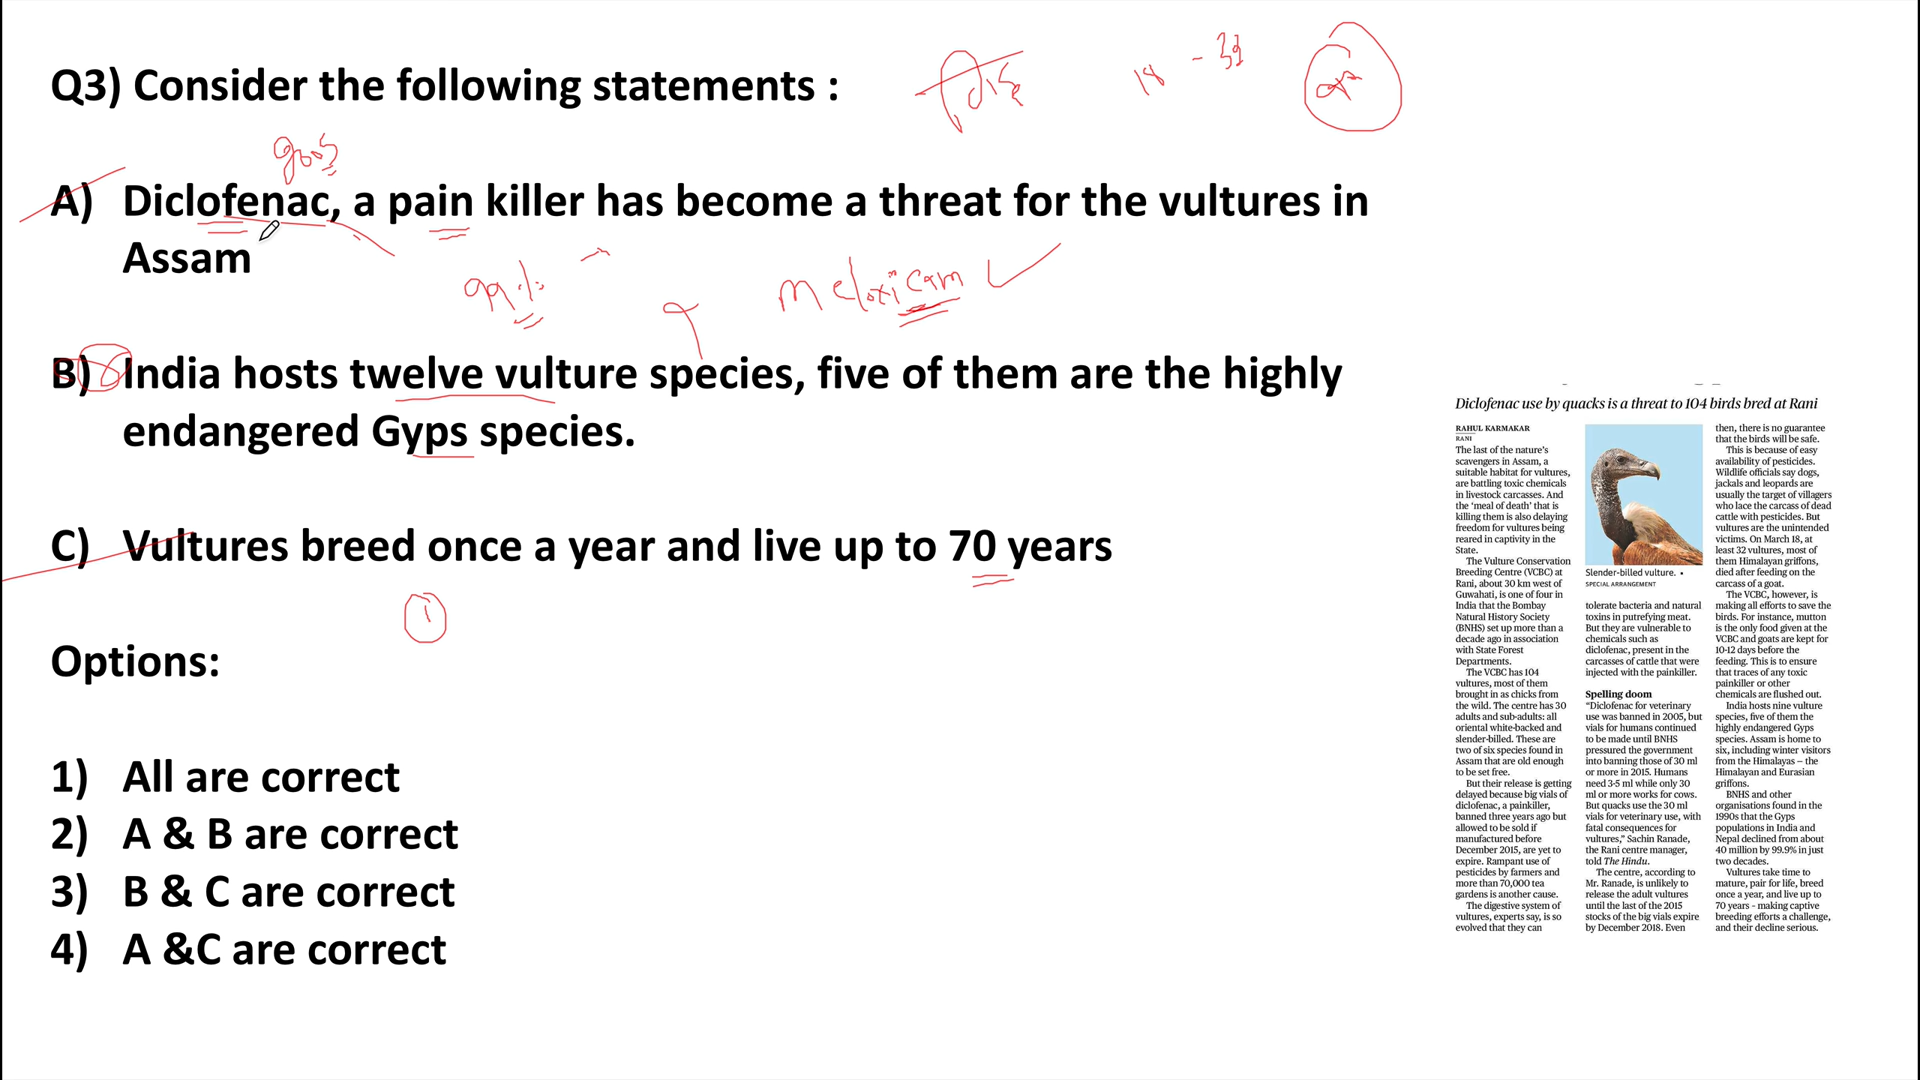 Q3) Consider the following statements :
18 - 39
A) Diclofenac, a pain killer has become a threat for the vultures in
Assam
99%
Meloxicam
B) India hosts twelve vulture species, five of them are the highly
endangered Gyps species.
C) Vultures breed once a year and live up to 70 years
1
Options:
1) All are correct
2) A & B are correct
3) B & C are correct
4) A &C are correct
Diclofenac use by quacks is a threat to 104 birds bred at Rani
RAHUL KARMAKAR
RANI
The last of the nature's
scavengers in Assam, a
suitable habitat for vultures,
are battling toxic chemicals
in livestock carcasses. And
the 'meal of death' that is
killing them is also delaying
freedom for vultures being
reared in captivity in the
State.
The Vulture Conservation
Breeding Centre (VCBC) at
Rani, about 30 km west of
Guwahati, is one of four in
India that the Bombay
Natural History Society
(BNHS) set up more than a
decade ago in association
with State Forest
Departments.
The VCBC has 104
vultures, most of them
brought in as chicks from
the wild. The centre has 30
adults and sub-adults: all
oriental white-backed and
slender-billed. These are
two of six species found in
Assam that are old enough
to be set free.
But their release is getting
delayed because big vials of
diclofenac, a painkiller,
banned three years ago but
allowed to be sold if
manufactured before
December 2015, are yet to
expire. Rampant use of
pesticides by farmers and
more than 70,000 tea
gardens is another cause.
The digestive system of
vultures, experts say, is so
evolved that they can
Slender-billed vulture. •
SPECIAL ARRANGEMENT
tolerate bacteria and natural
toxins in putrefying meat.
But they are vulnerable to
chemicals such as
diclofenac, present in the
carcasses of cattle that were
injected with the painkiller.
Spelling doom
"Diclofenac for veterinary
use was banned in 2005, but
vials for humans continued
to be made until BNHS
pressured the government
into banning those of 30 ml
or more in 2015. Humans
need 3-5 ml while only 30
ml or more works for cows.
But quacks use the 30 ml
vials for veterinary use, with
fatal consequences for
vultures," Sachin Ranade,
the Rani centre manager,
told The Hindu.
The centre, according to
Mr. Ranade, is unlikely to
release the adult vultures
until the last of the 2015
stocks of the big vials expire
by December 2018. Even
then, there is no guarantee
that the birds will be safe.
This is because of easy
availability of pesticides.
Wildlife officials say dogs,
jackals and leopards are
usually the target of villagers
who lace the carcass of dead
cattle with pesticides. But
vultures are the unintended
victims. On March 18, at
least 32 vultures, most of
them Himalayan griffons,
died after feeding on the
carcass of a goat.
The VCBC, however, is
making all efforts to save the
birds. For instance, mutton
is the only food given at the
VCBC and goats are kept for
10-12 days before the
feeding. This is to ensure
that traces of any toxic
painkiller or other
chemicals are flushed out.
India hosts nine vulture
species, five of them the
highly endangered Gyps
species. Assam is home to
six, including winter visitors
from the Himalayas – the
Himalayan and Eurasian
griffons.
BNHS and other
organisations found in the
1990s that the Gyps
populations in India and
Nepal declined from about
40 million by 99.9% in just
two decades.
Vultures take time to
mature, pair for life, breed
once a year, and live up to
70 years - making captive
breeding efforts a challenge,
and their decline serious.